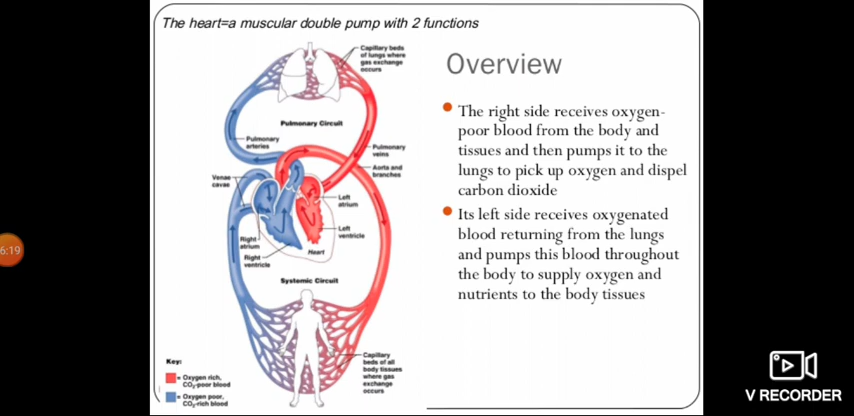 The heart=a muscular double pump with 2 functions
Capillary beds
of lungs where
gas exchange
occurs
Pulmonary Circuit
Pulmonary
arteries
Pulmonary
veins
Aorta and
branches
Venae
cavae
Left
atrium
Left
ventricle
Right
atrium
Heart
Right
ventricle
Systemic Circuit
Capillary
beds of all
body tissues
where gas
exchange
occurs
Key:
= Oxygen rich,
CO₂-poor blood
= Oxygen poor,
CO₂-rich blood
Overview
The right side receives oxygen-
poor blood from the body and
tissues and then pumps it to the
lungs to pick up oxygen and dispel
carbon dioxide
Its left side receives oxygenated
blood returning from the lungs
and pumps this blood throughout
the body to supply oxygen and
nutrients to the body tissues
6:19
V RECORDER